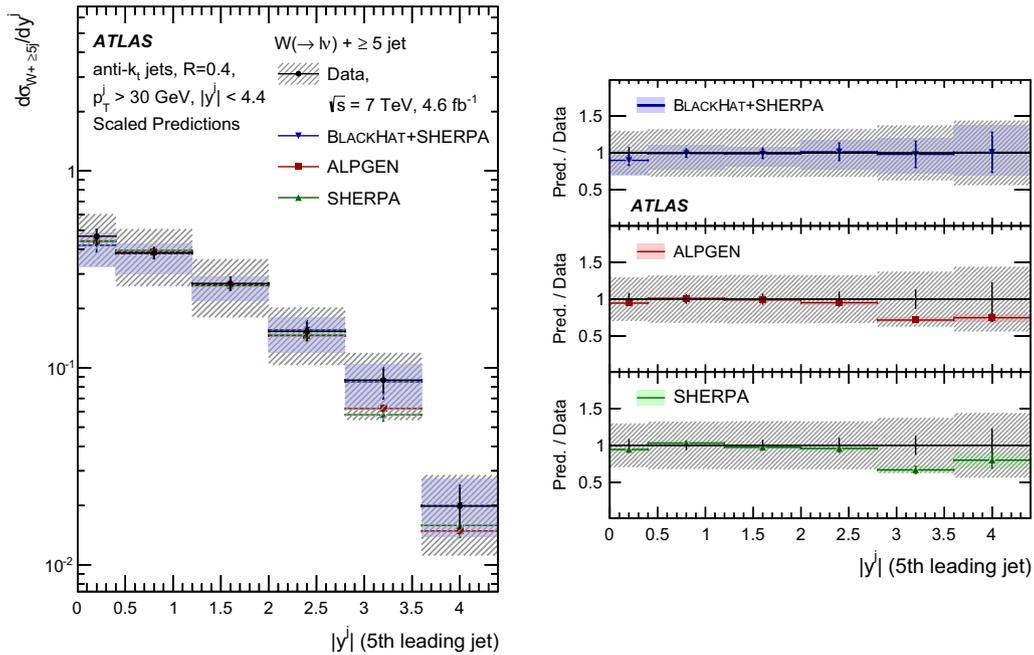 dσ_{W+ ≥5j}/dy^j
ATLAS
anti-k_t jets, R=0.4,
p_T^j > 30 GeV, |y^j| < 4.4
Scaled Predictions
W(→ lν) + ≥ 5 jet
Data,
√s = 7 TeV, 4.6 fb⁻¹
BLACKHAT+SHERPA
ALPGEN
SHERPA
1
10⁻¹
10⁻²
0 0.5 1 1.5 2 2.5 3 3.5 4
|y^j| (5th leading jet)
Pred. / Data
1.5
1
0.5
BLACKHAT+SHERPA
ATLAS
Pred. / Data
1.5
1
0.5
ALPGEN
Pred. / Data
1.5
1
0.5
SHERPA
0 0.5 1 1.5 2 2.5 3 3.5 4
|y^j| (5th leading jet)